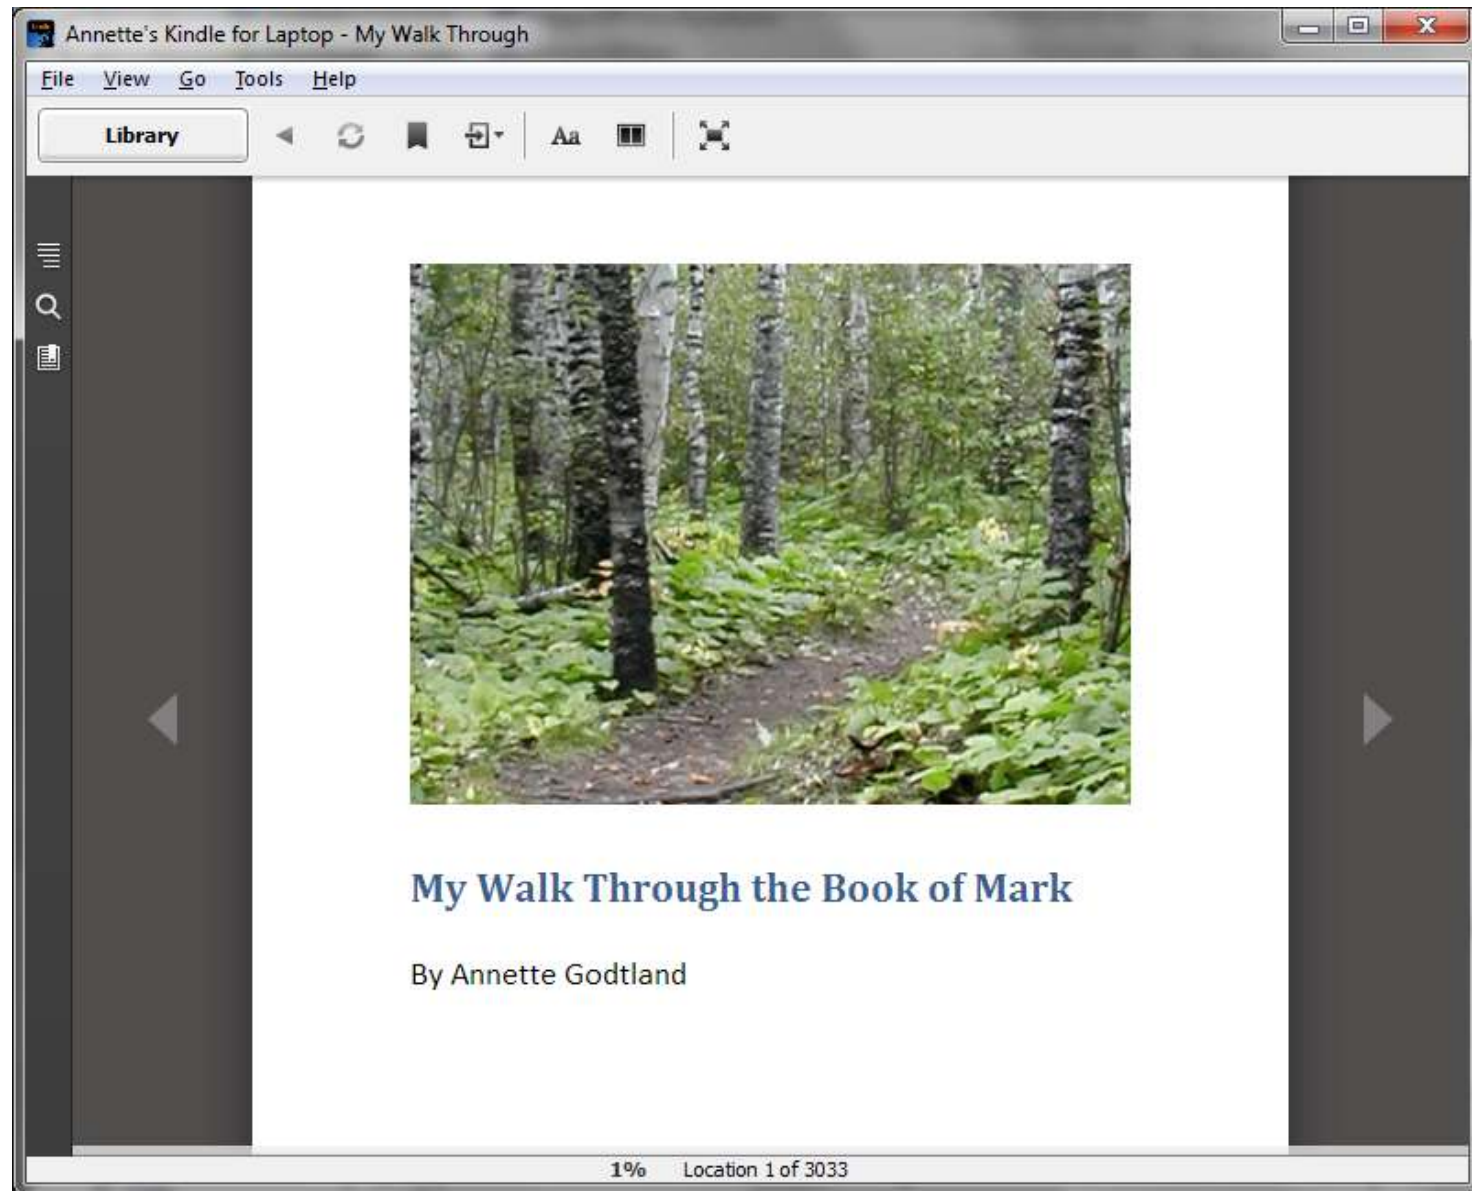 Annette's Kindle for Laptop - My Walk Through
File View Go Tools Help
Library Aa
My Walk Through the Book of Mark
By Annette Godtland
1% Location 1 of 3033